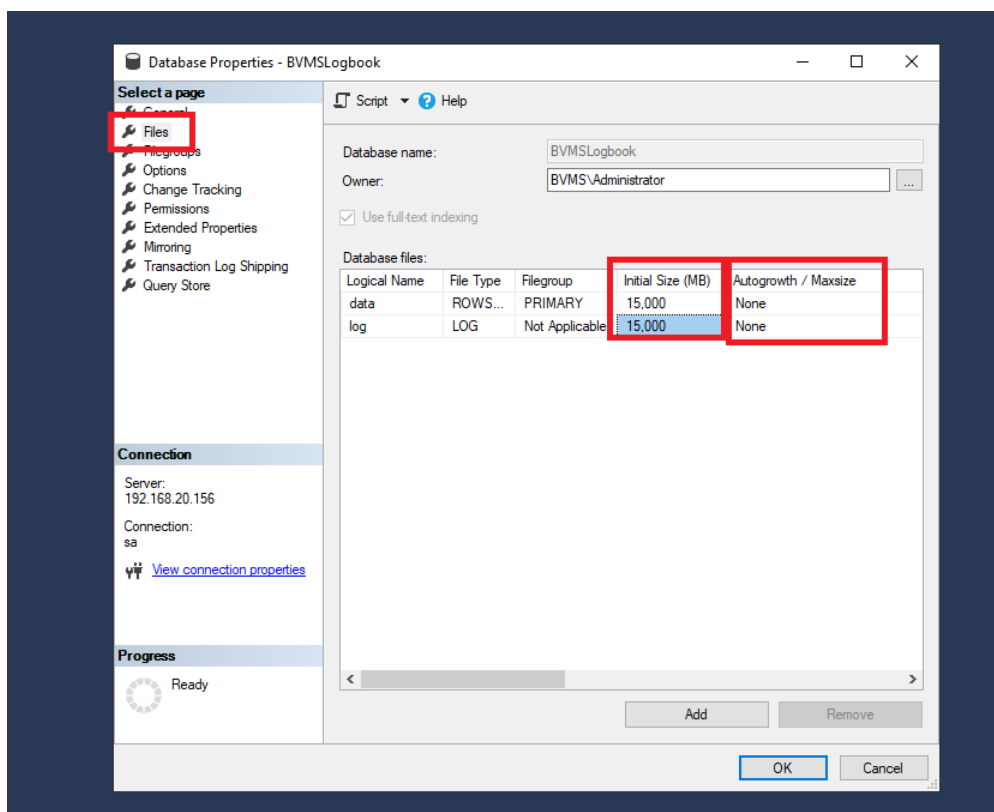 Database Properties - BVMSLogbook
Select a page
General
Files
Filegroups
Options
Change Tracking
Permissions
Extended Properties
Mirroring
Transaction Log Shipping
Query Store
Script
Help
Database name: BVMSLogbook
Owner: BVMS\Administrator ...
Use full-text indexing
Database files:
Logical Name File Type Filegroup Initial Size (MB) Autogrowth / Maxsize
data ROWS... PRIMARY 15,000 None
log LOG Not Applicable 15,000 None
Connection
Server:
192.168.20.156
Connection:
sa
View connection properties
Progress
Ready
Add Remove
OK Cancel